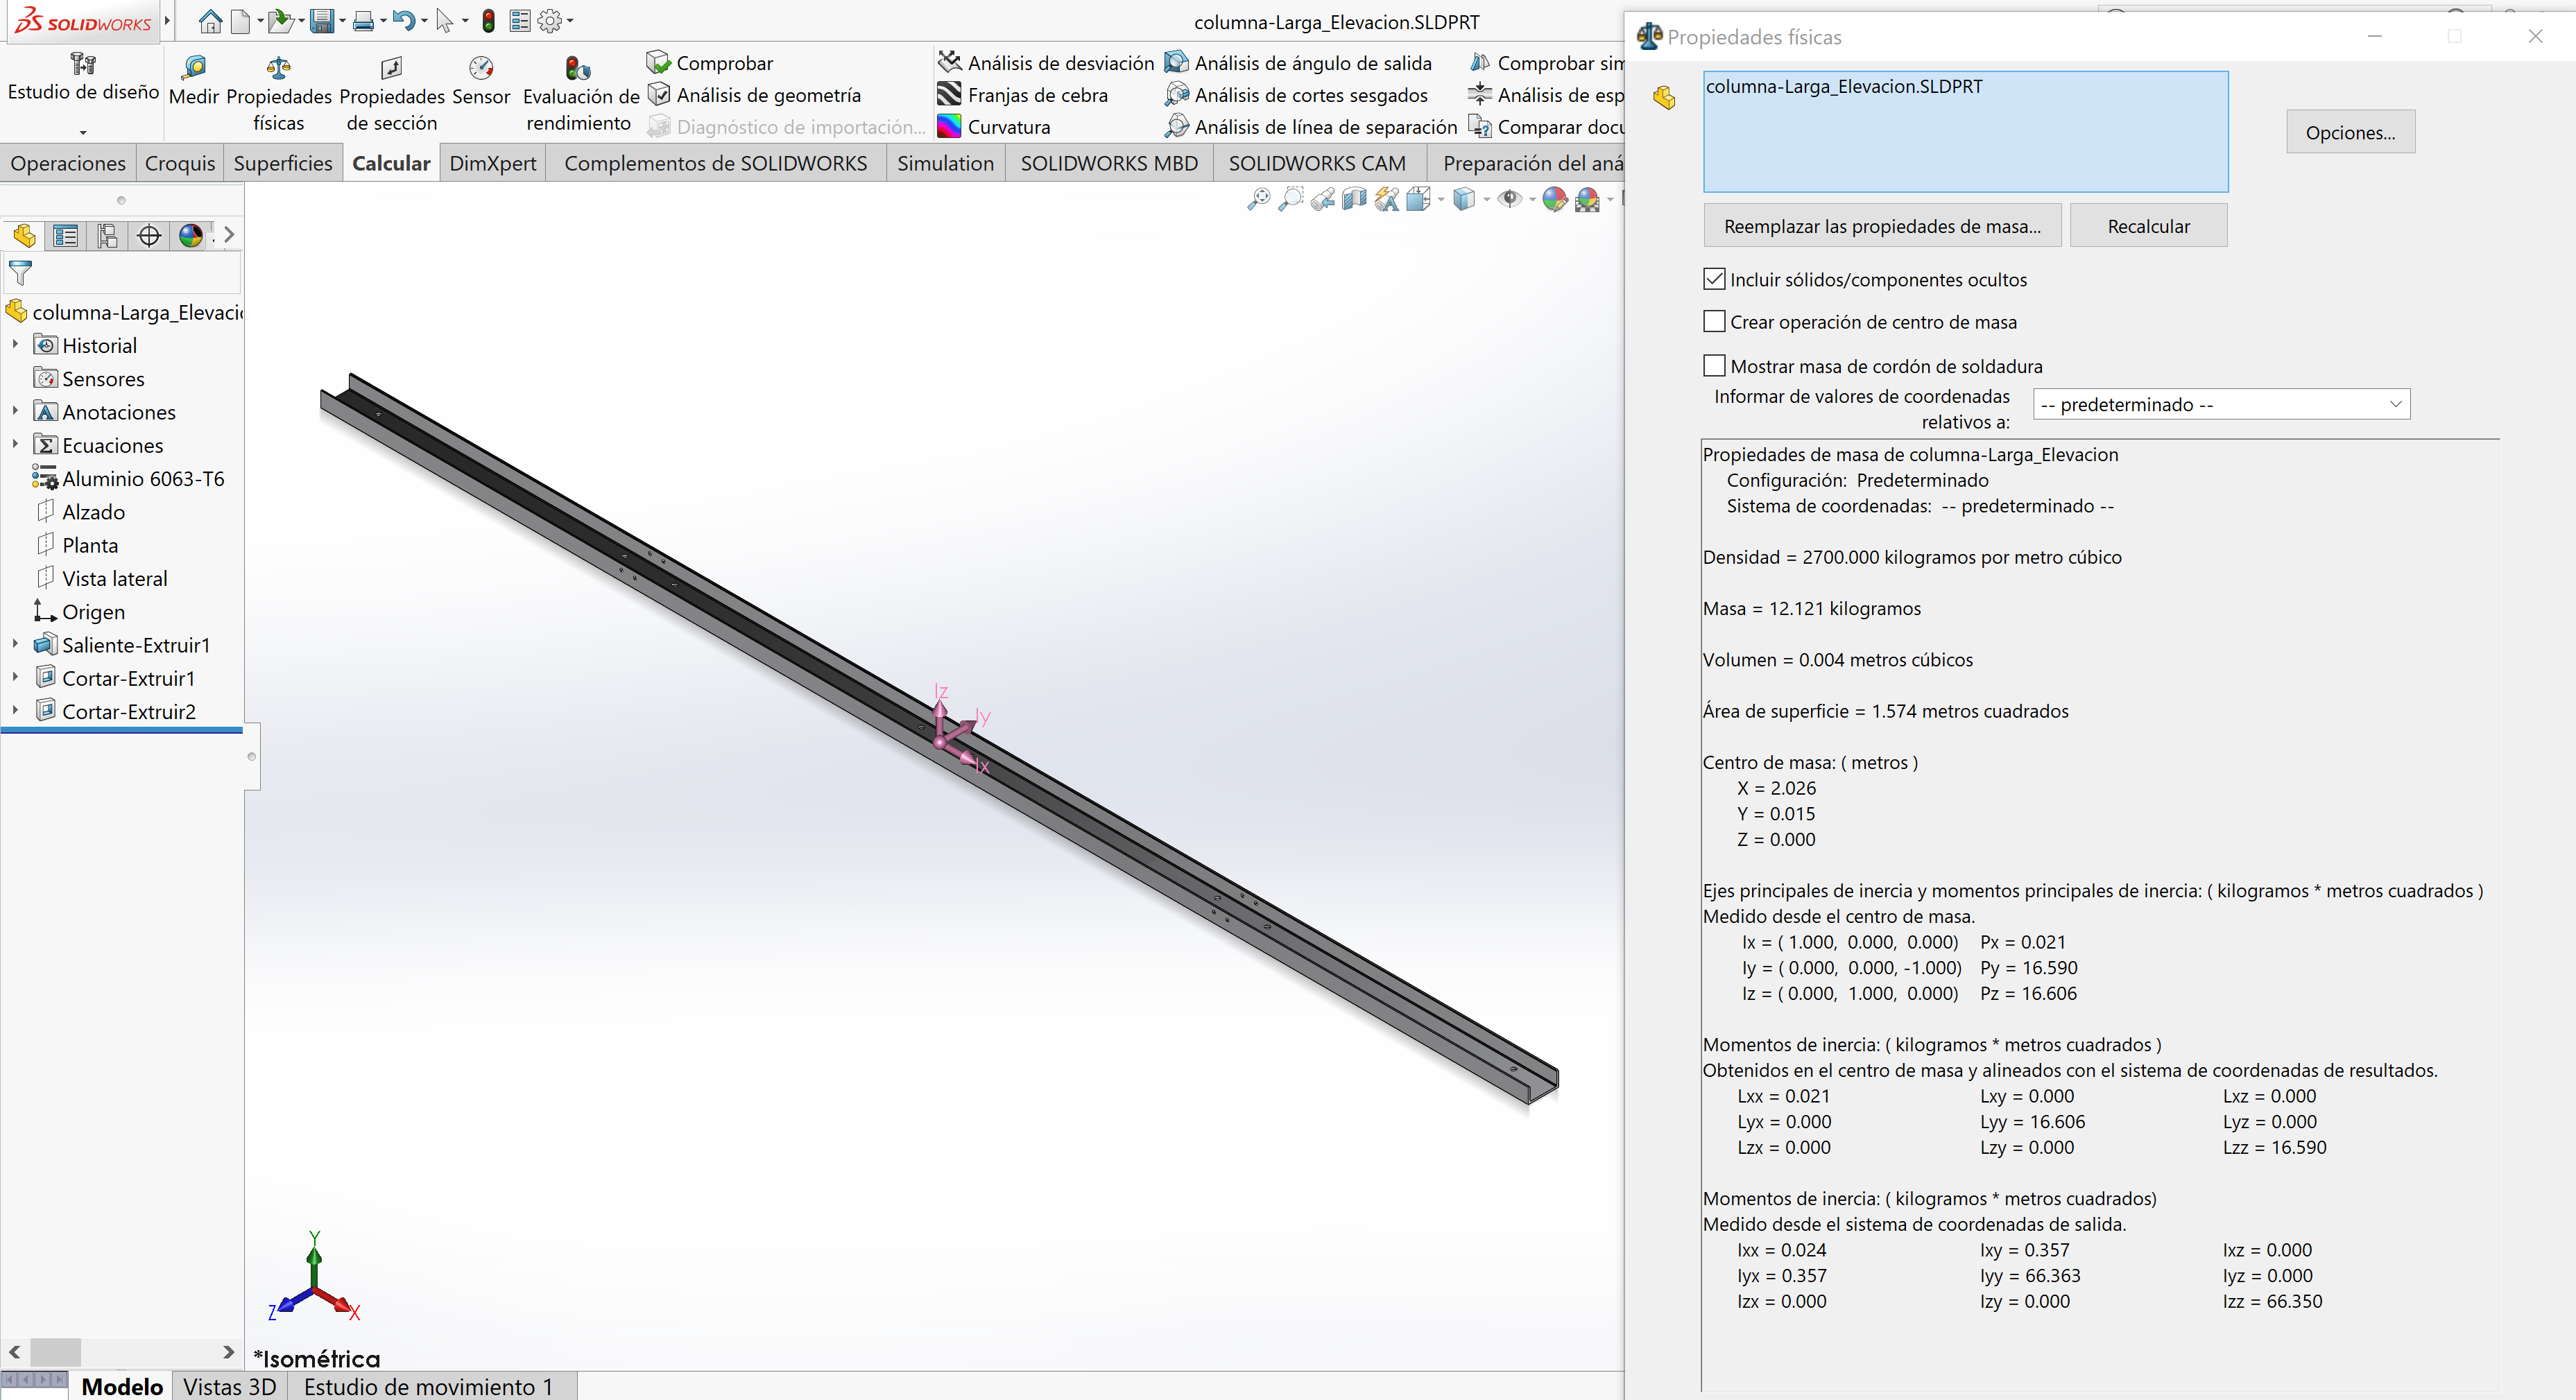 SOLIDWORKS
columna-Larga_Elevacion.SLDPRT
Estudio de diseño
Medir
Propiedades físicas
Propiedades de sección
Sensor
Evaluación de rendimiento
Comprobar
Análisis de geometría
Diagnóstico de importación...
Análisis de desviación
Franjas de cebra
Curvatura
Análisis de ángulo de salida
Análisis de cortes sesgados
Análisis de línea de separación
Comprobar sim
Análisis de esp
Comparar docu
Operaciones
Croquis
Superficies
Calcular
DimXpert
Complementos de SOLIDWORKS
Simulation
SOLIDWORKS MBD
SOLIDWORKS CAM
Preparación del aná
columna-Larga_Elevaci
Historial
Sensores
Anotaciones
Ecuaciones
Aluminio 6063-T6
Alzado
Planta
Vista lateral
Origen
Saliente-Extruir1
Cortar-Extruir1
Cortar-Extruir2
Iz
Iy
Ix
Y
Z
X
*Isométrica
Modelo
Vistas 3D
Estudio de movimiento 1
Propiedades físicas
columna-Larga_Elevacion.SLDPRT
Opciones...
Reemplazar las propiedades de masa...
Recalcular
Incluir sólidos/componentes ocultos
Crear operación de centro de masa
Mostrar masa de cordón de soldadura
Informar de valores de coordenadas
relativos a:
-- predeterminado --
Propiedades de masa de columna-Larga_Elevacion
Configuración: Predeterminado
Sistema de coordenadas: -- predeterminado --
Densidad = 2700.000 kilogramos por metro cúbico
Masa = 12.121 kilogramos
Volumen = 0.004 metros cúbicos
Área de superficie = 1.574 metros cuadrados
Centro de masa: ( metros )
X = 2.026
Y = 0.015
Z = 0.000
Ejes principales de inercia y momentos principales de inercia: ( kilogramos * metros cuadrados )
Medido desde el centro de masa.
Ix = ( 1.000, 0.000, 0.000) Px = 0.021
Iy = ( 0.000, 0.000, -1.000) Py = 16.590
Iz = ( 0.000, 1.000, 0.000) Pz = 16.606
Momentos de inercia: ( kilogramos * metros cuadrados )
Obtenidos en el centro de masa y alineados con el sistema de coordenadas de resultados.
Lxx = 0.021 Lxy = 0.000 Lxz = 0.000
Lyx = 0.000 Lyy = 16.606 Lyz = 0.000
Lzx = 0.000 Lzy = 0.000 Lzz = 16.590
Momentos de inercia: ( kilogramos * metros cuadrados)
Medido desde el sistema de coordenadas de salida.
Ixx = 0.024 Ixy = 0.357 Ixz = 0.000
Iyx = 0.357 Iyy = 66.363 Iyz = 0.000
Izx = 0.000 Izy = 0.000 Izz = 66.350